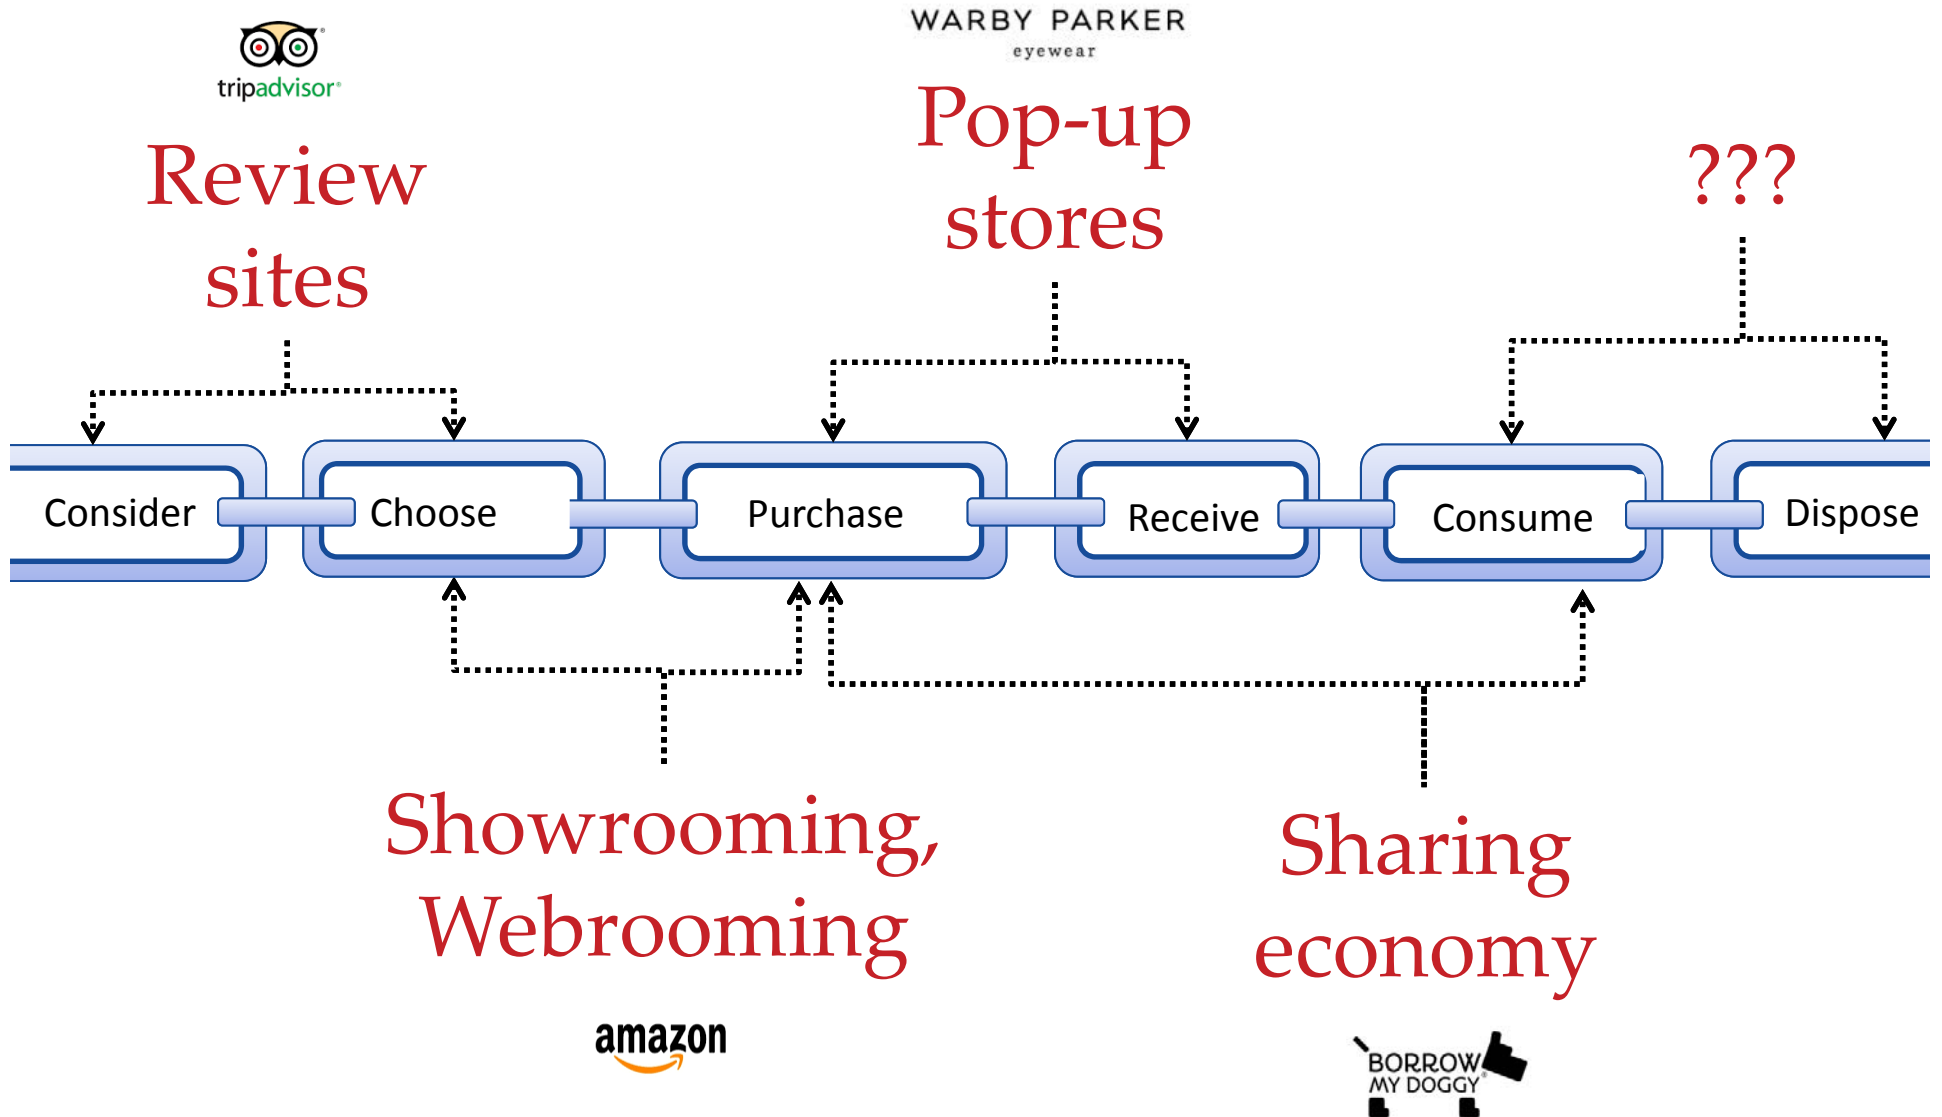 WARBY PARKER
eyewear
tripadvisor®
Pop-up
stores
Review
sites
???
Consider
Choose
Purchase
Receive
Consume
Dispose
Showrooming,
Webrooming
Sharing
economy
amazon
BORROW
MY DOGGY®